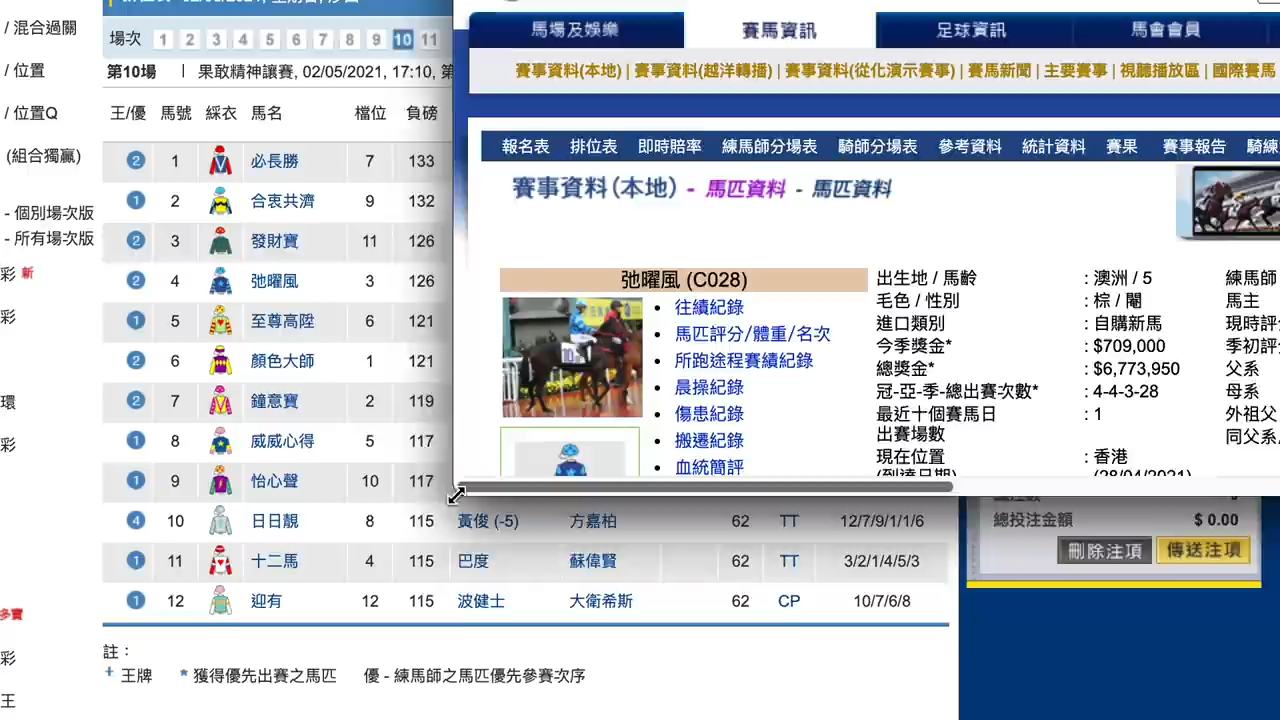 / 混合過關
/ 位置
/ 位置Q
(組合獨贏)
- 個別場次版
- 所有場次版
彩 新
彩
環
彩
多寶
彩
王
場次 1 2 3 4 5 6 7 8 9 10 11
第10場 | 果敢精神讓賽, 02/05/2021, 17:10, 第
王/優 馬號 綵衣 馬名 檔位 負磅
2 1 必長勝 7 133
1 2 合衷共濟 9 132
2 3 發財寶 11 126
2 4 弛曜風 3 126
1 5 至尊高陞 6 121
2 6 顏色大師 1 121
2 7 鐘意寶 2 119
1 8 威威心得 5 117
1 9 怡心聲 10 117
4 10 日日靚 8 115 黃俊 (-5) 方嘉柏 62 TT 12/7/9/1/1/6
1 11 十二馬 4 115 巴度 蘇偉賢 62 TT 3/2/1/4/5/3
1 12 迎有 12 115 波健士 大衛希斯 62 CP 10/7/6/8
註：
+ 王牌 * 獲得優先出賽之馬匹 優 - 練馬師之馬匹優先參賽次序
馬場及娛樂 賽馬資訊 足球資訊 馬會會員
賽事資料(本地) | 賽事資料(越洋轉播) | 賽事資料(從化演示賽事) | 賽馬新聞 | 主要賽事 | 視聽播放區 | 國際賽馬
報名表 排位表 即時賠率 練馬師分場表 騎師分場表 參考資料 統計資料 賽果 賽事報告 騎練
賽事資料(本地) - 馬匹資料 - 馬匹資料
弛曜風 (C028)
• 往績紀錄
• 馬匹評分/體重/名次
• 所跑途程賽績紀錄
• 晨操紀錄
• 傷患紀錄
• 搬遷紀錄
• 血統簡評
出生地 / 馬齡 : 澳洲 / 5 練馬師
毛色 / 性別 : 棕 / 閹 馬主
進口類別 : 自購新馬 現時評分
今季獎金* : $709,000 季初評分
總獎金* : $6,773,950 父系
冠-亞-季-總出賽次數* : 4-4-3-28 母系
最近十個賽馬日 : 1 外祖父
出賽場數 同父系
現在位置 : 香港
(到達日期) (28/04/2021)
總投注金額 $ 0.00
刪除注項 傳送注項